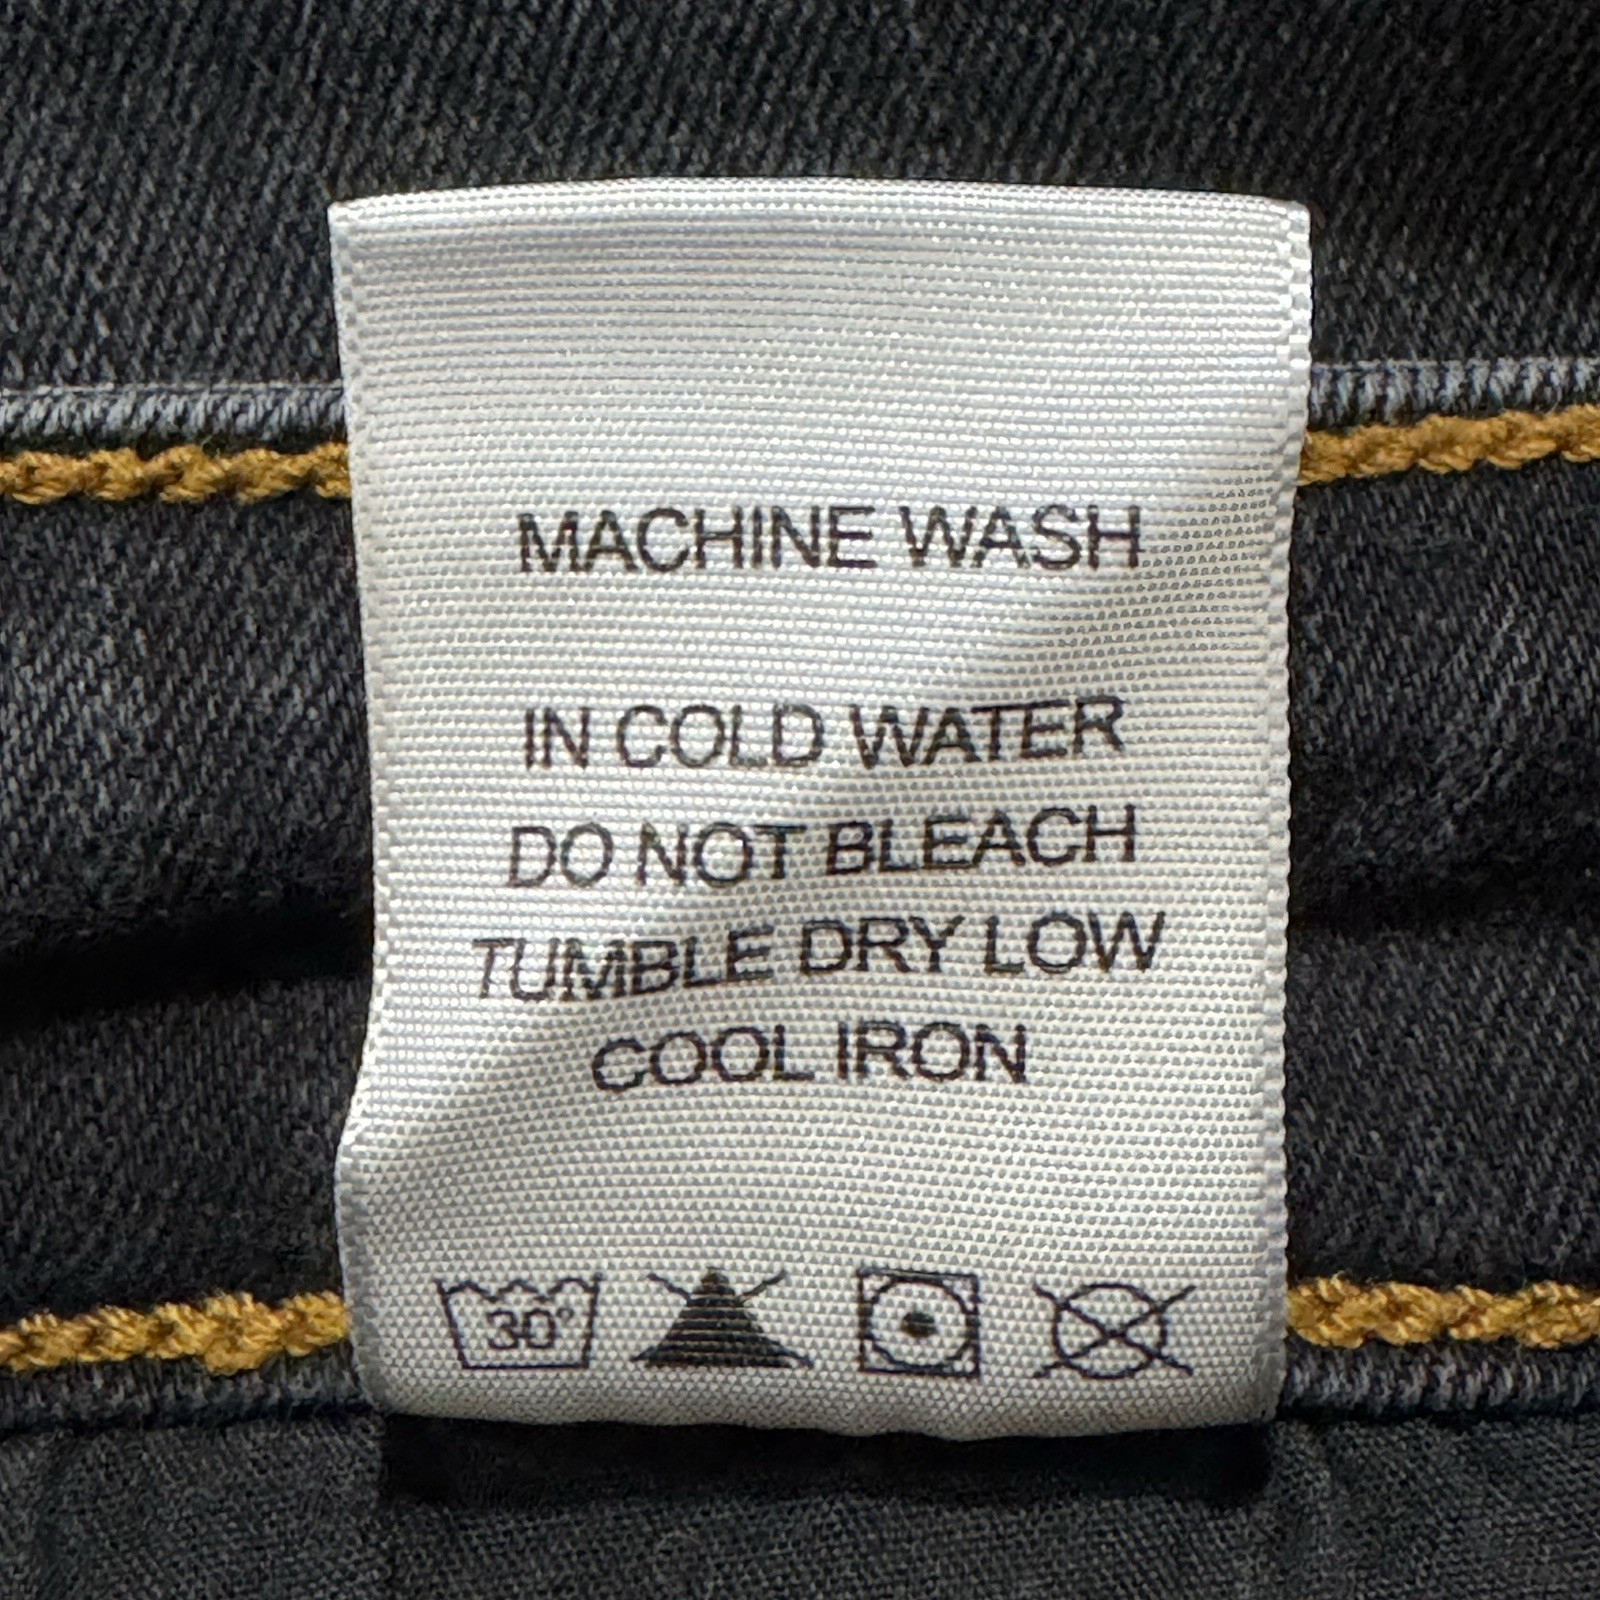 MACHINE WASH
IN COLD WATER
DO NOT BLEACH
TUMBLE DRY LOW
COOL IRON
30°